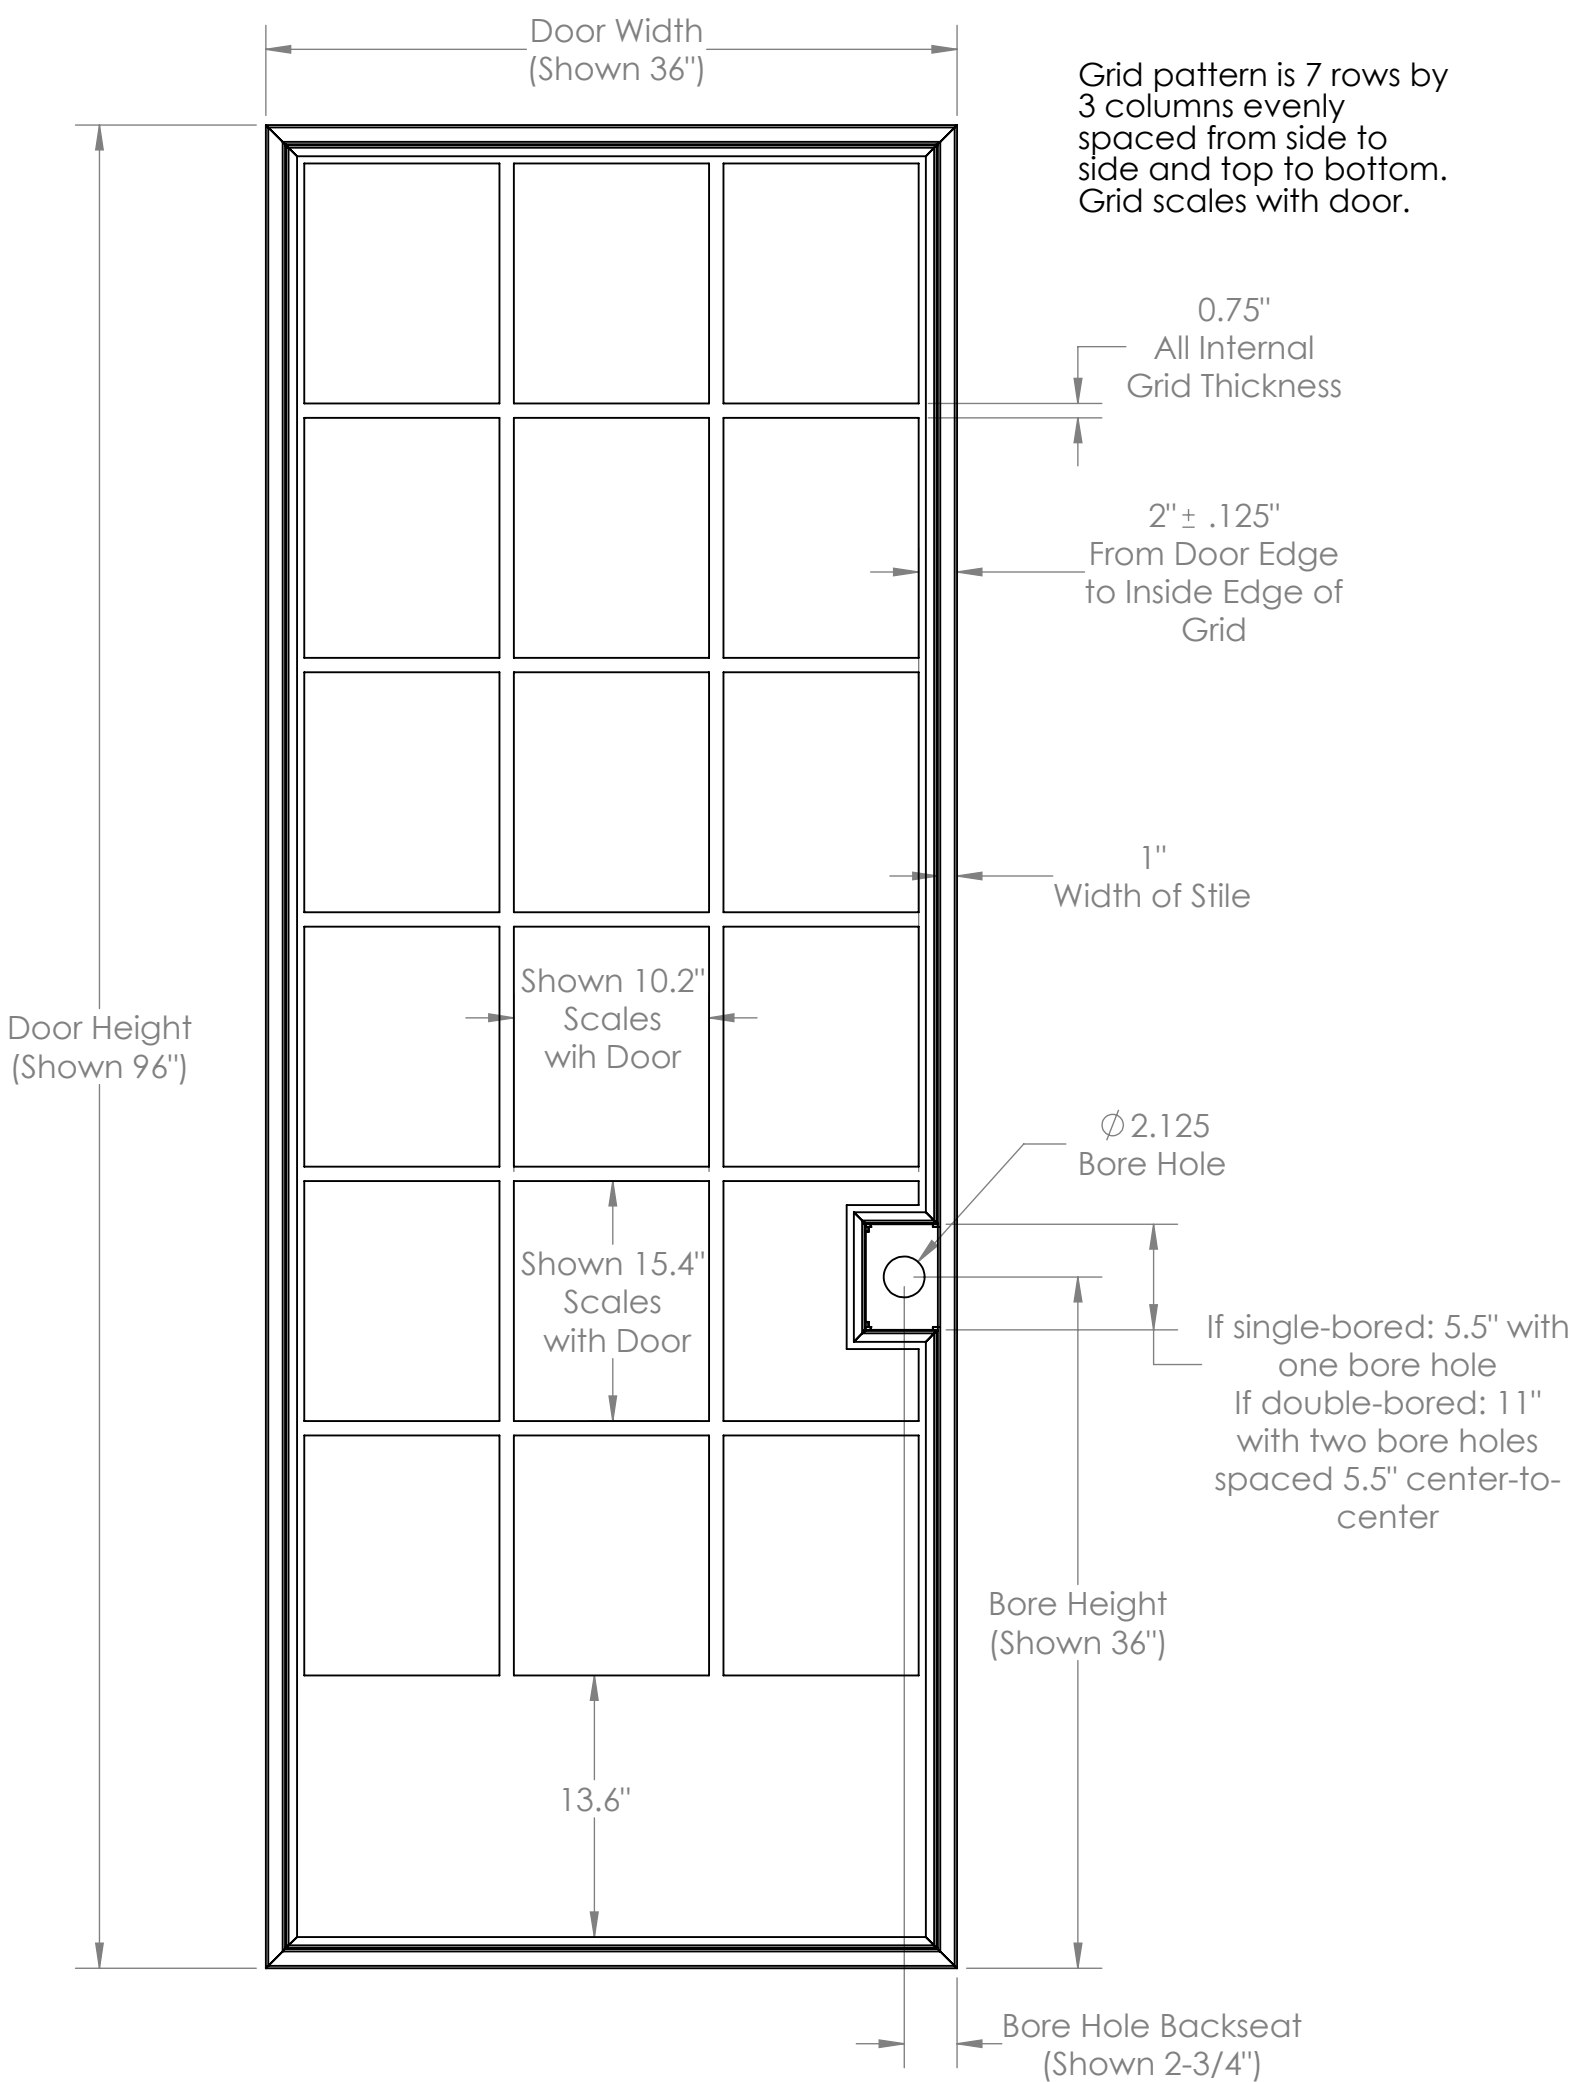 Door Width
(Shown 36")
Grid pattern is 7 rows by
3 columns evenly
spaced from side to
side and top to bottom.
Grid scales with door.
0.75"
All Internal
Grid Thickness
2"± .125"
From Door Edge
to Inside Edge of
Grid
1"
Width of Stile
Shown 10.2"
Scales
wih Door
Door Height
(Shown 96")
⌀2.125
Bore Hole
Shown 15.4"
Scales
with Door
If single-bored: 5.5" with
one bore hole
If double-bored: 11"
with two bore holes
spaced 5.5" center-to-
center
Bore Height
(Shown 36")
13.6"
Bore Hole Backseat
(Shown 2-3/4")